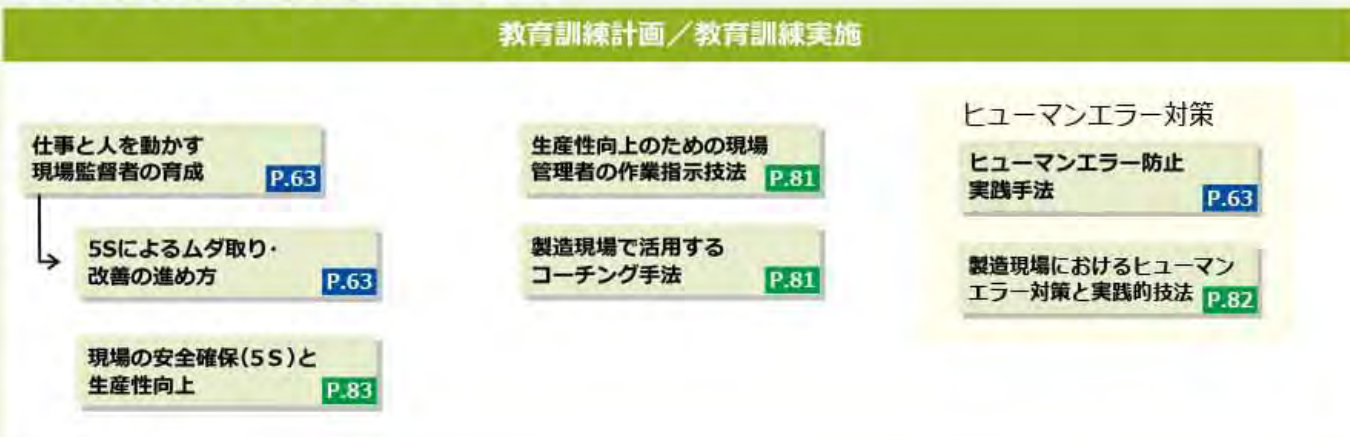 教育訓練計画／教育訓練実施
仕事と人を動かす
現場監督者の育成 P.63
5Sによるムダ取り・
改善の進め方 P.63
現場の安全確保(5S)と
生産性向上 P.83
生産性向上のための現場
管理者の作業指示技法 P.81
製造現場で活用する
コーチング手法 P.81
ヒューマンエラー対策
ヒューマンエラー防止
実践手法 P.63
製造現場におけるヒューマン
エラー対策と実践的技法 P.82